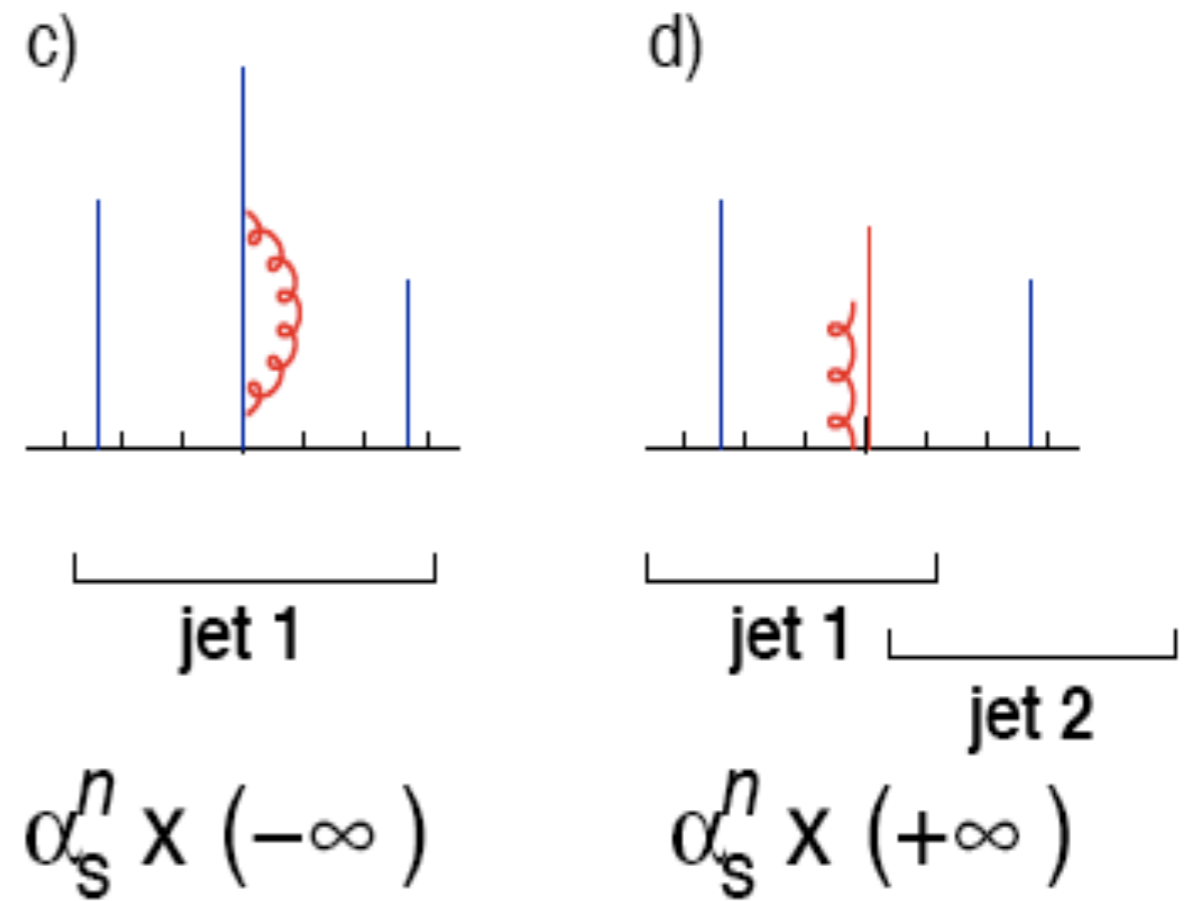 c)
d)
jet 1
jet 1
jet 2
αₛⁿ x (−∞)
αₛⁿ x (+∞)